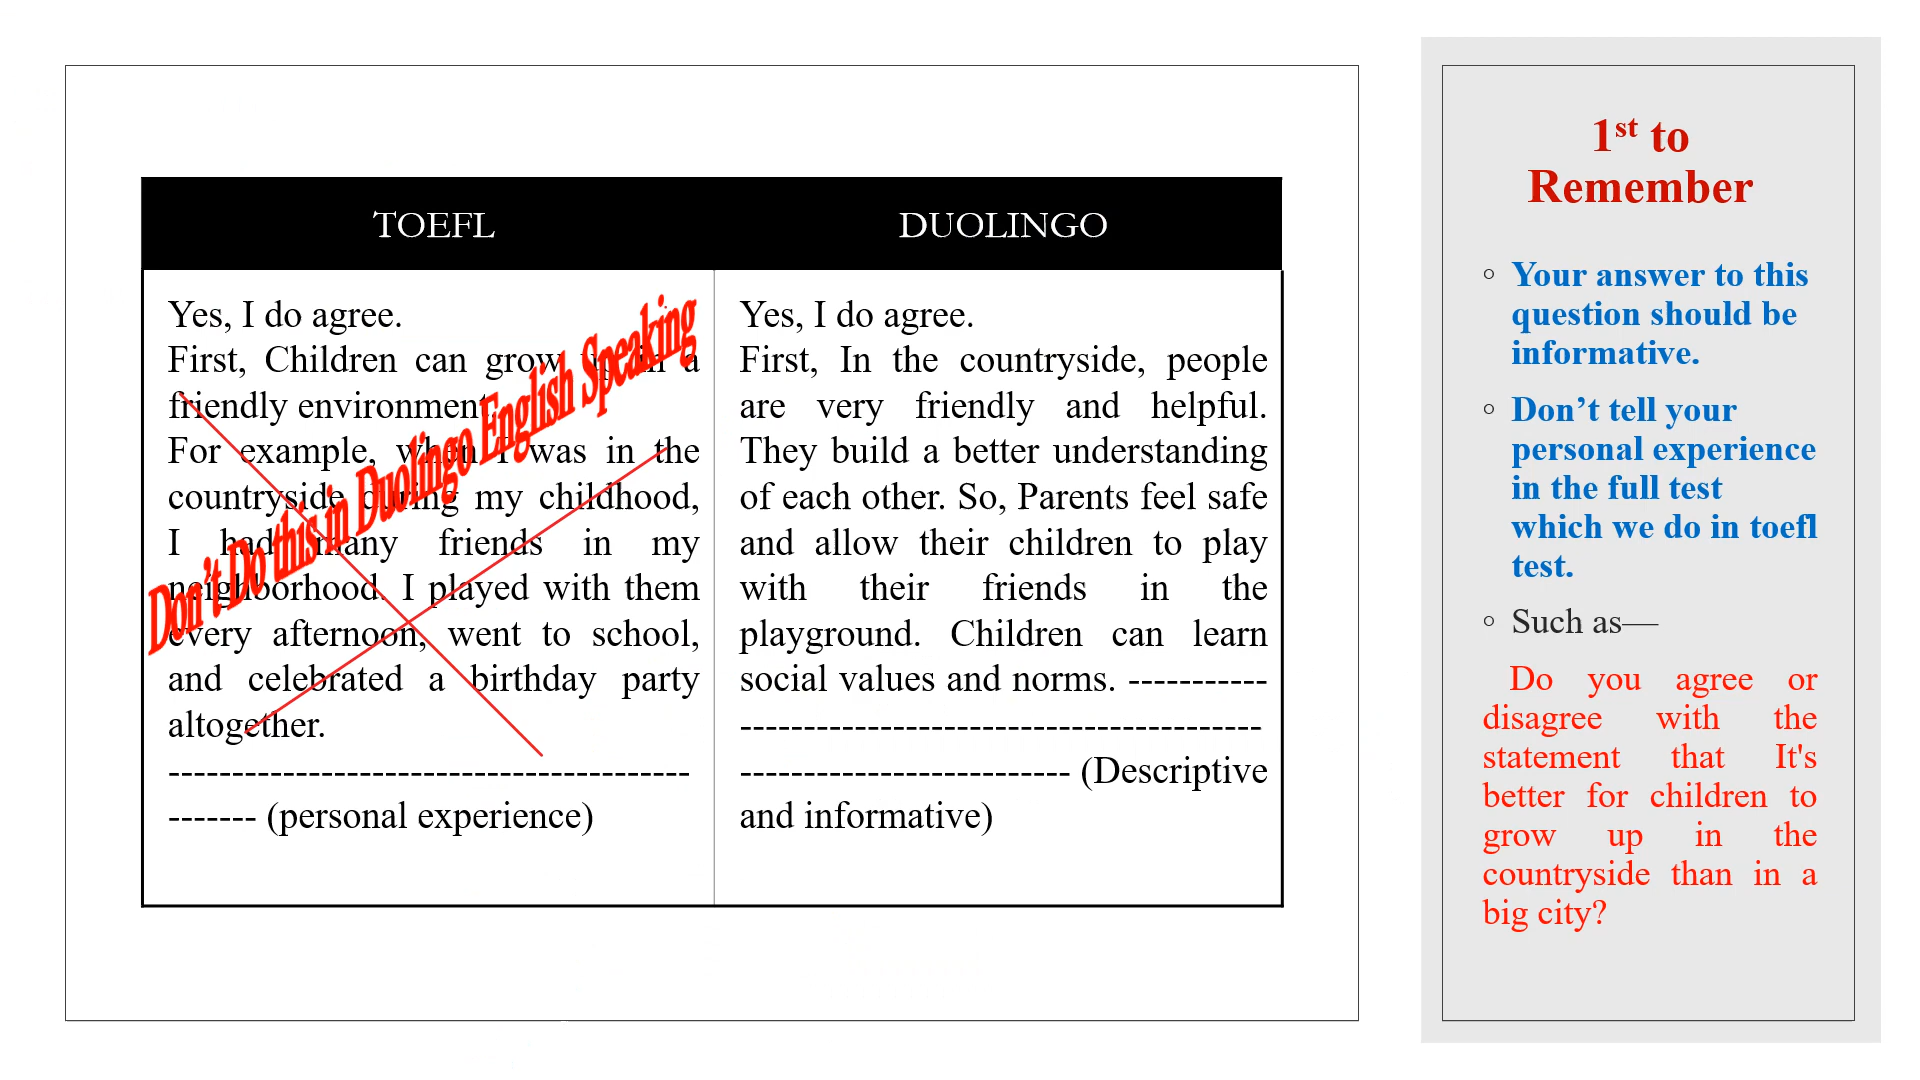 TOEFL
DUOLINGO
Yes, I do agree.
First, Children can grow up in a
friendly environment.
For example, when I was in the
countryside during my childhood,
I had many friends in my
neighborhood. I played with them
every afternoon, went to school,
and celebrated a birthday party
altogether.
-----------------------------------------
------- (personal experience)
Don't Do this in Duolingo English Speaking
Yes, I do agree.
First, In the countryside, people
are very friendly and helpful.
They build a better understanding
of each other. So, Parents feel safe
and allow their children to play
with their friends in the
playground. Children can learn
social values and norms. -----------
-----------------------------------------
-------------------------- (Descriptive
and informative)
1st to
Remember
◦ Your answer to this
question should be
informative.
◦ Don’t tell your
personal experience
in the full test
which we do in toefl
test.
◦ Such as—
Do you agree or
disagree with the
statement that It's
better for children to
grow up in the
countryside than in a
big city?